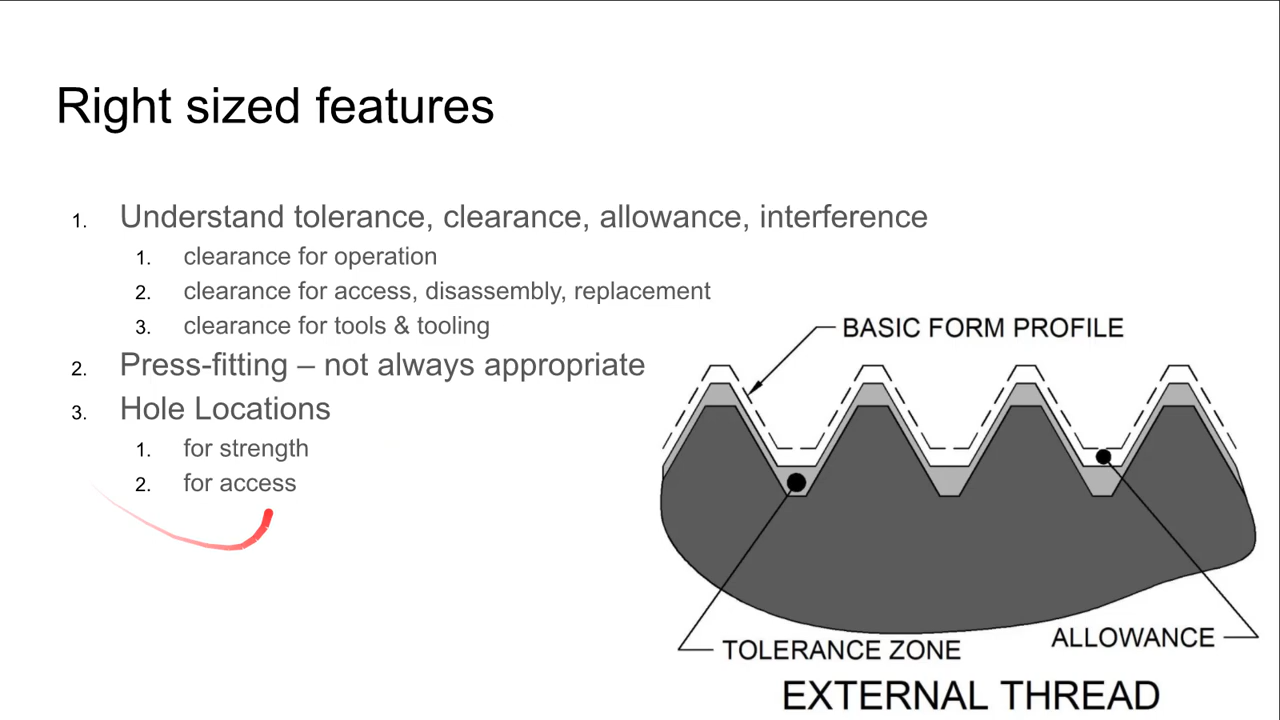 Right sized features
1. Understand tolerance, clearance, allowance, interference
1. clearance for operation
2. clearance for access, disassembly, replacement
3. clearance for tools & tooling
2. Press-fitting – not always appropriate
3. Hole Locations
1. for strength
2. for access
BASIC FORM PROFILE
TOLERANCE ZONE
ALLOWANCE
EXTERNAL THREAD